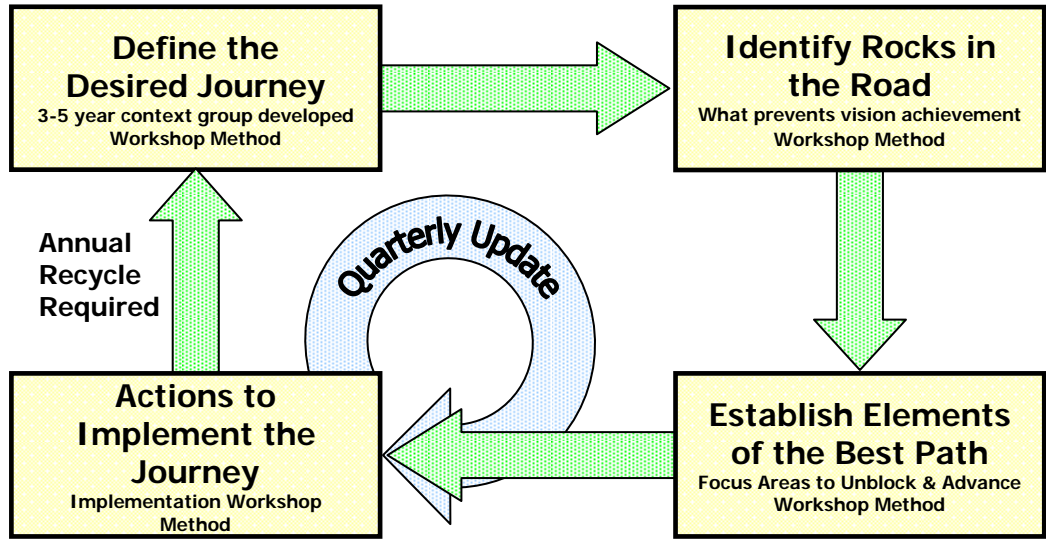 Define the
Desired Journey
3-5 year context group developed
Workshop Method
Identify Rocks in
the Road
What prevents vision achievement
Workshop Method
Annual
Recycle
Required
Quarterly Update
Actions to
Implement the
Journey
Implementation Workshop
Method
Establish Elements
of the Best Path
Focus Areas to Unblock & Advance
Workshop Method